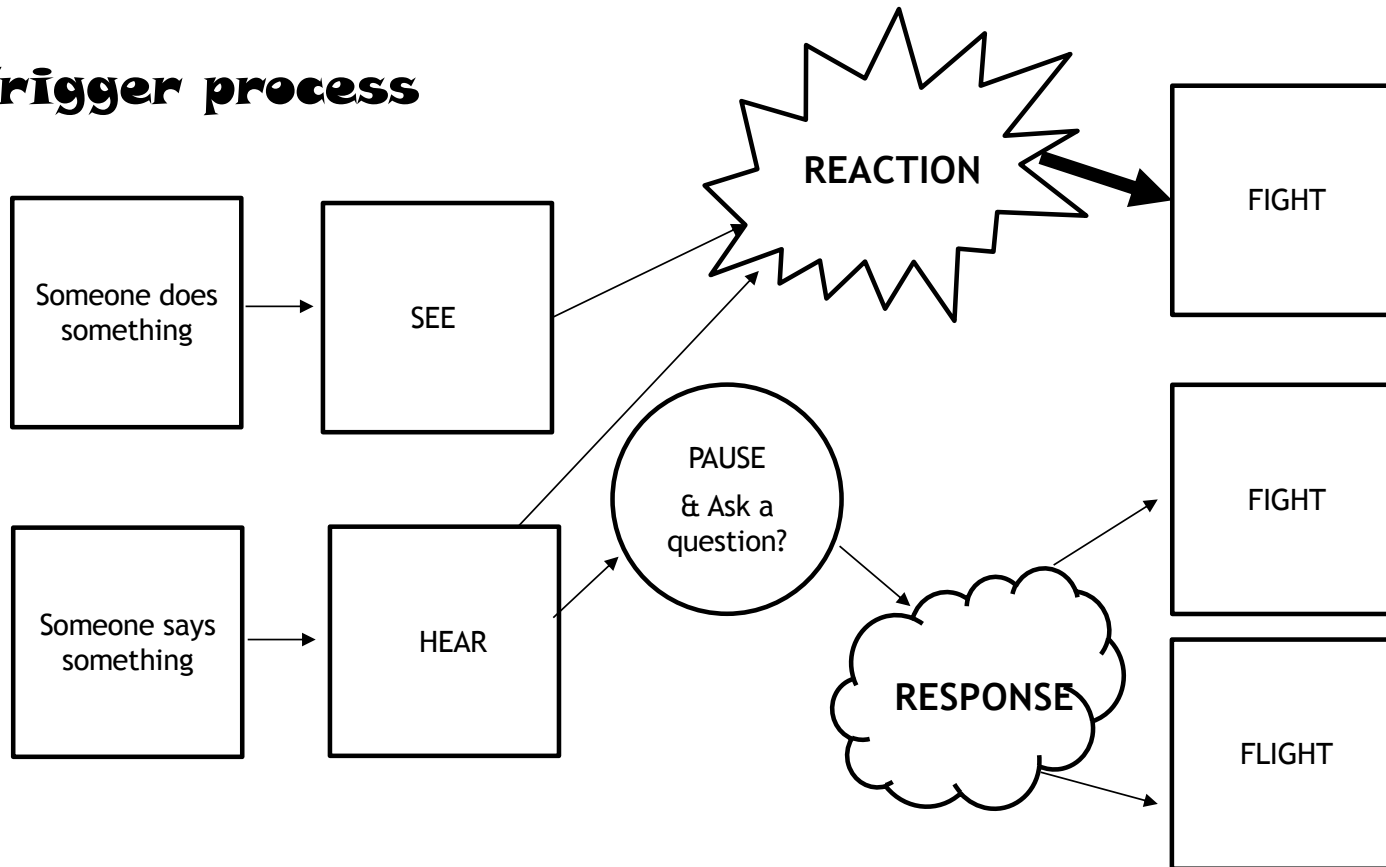 rigger process
REACTION
FIGHT
Someone does
something
SEE
PAUSE
& Ask a
question?
FIGHT
Someone says
something
HEAR
RESPONSE
FLIGHT